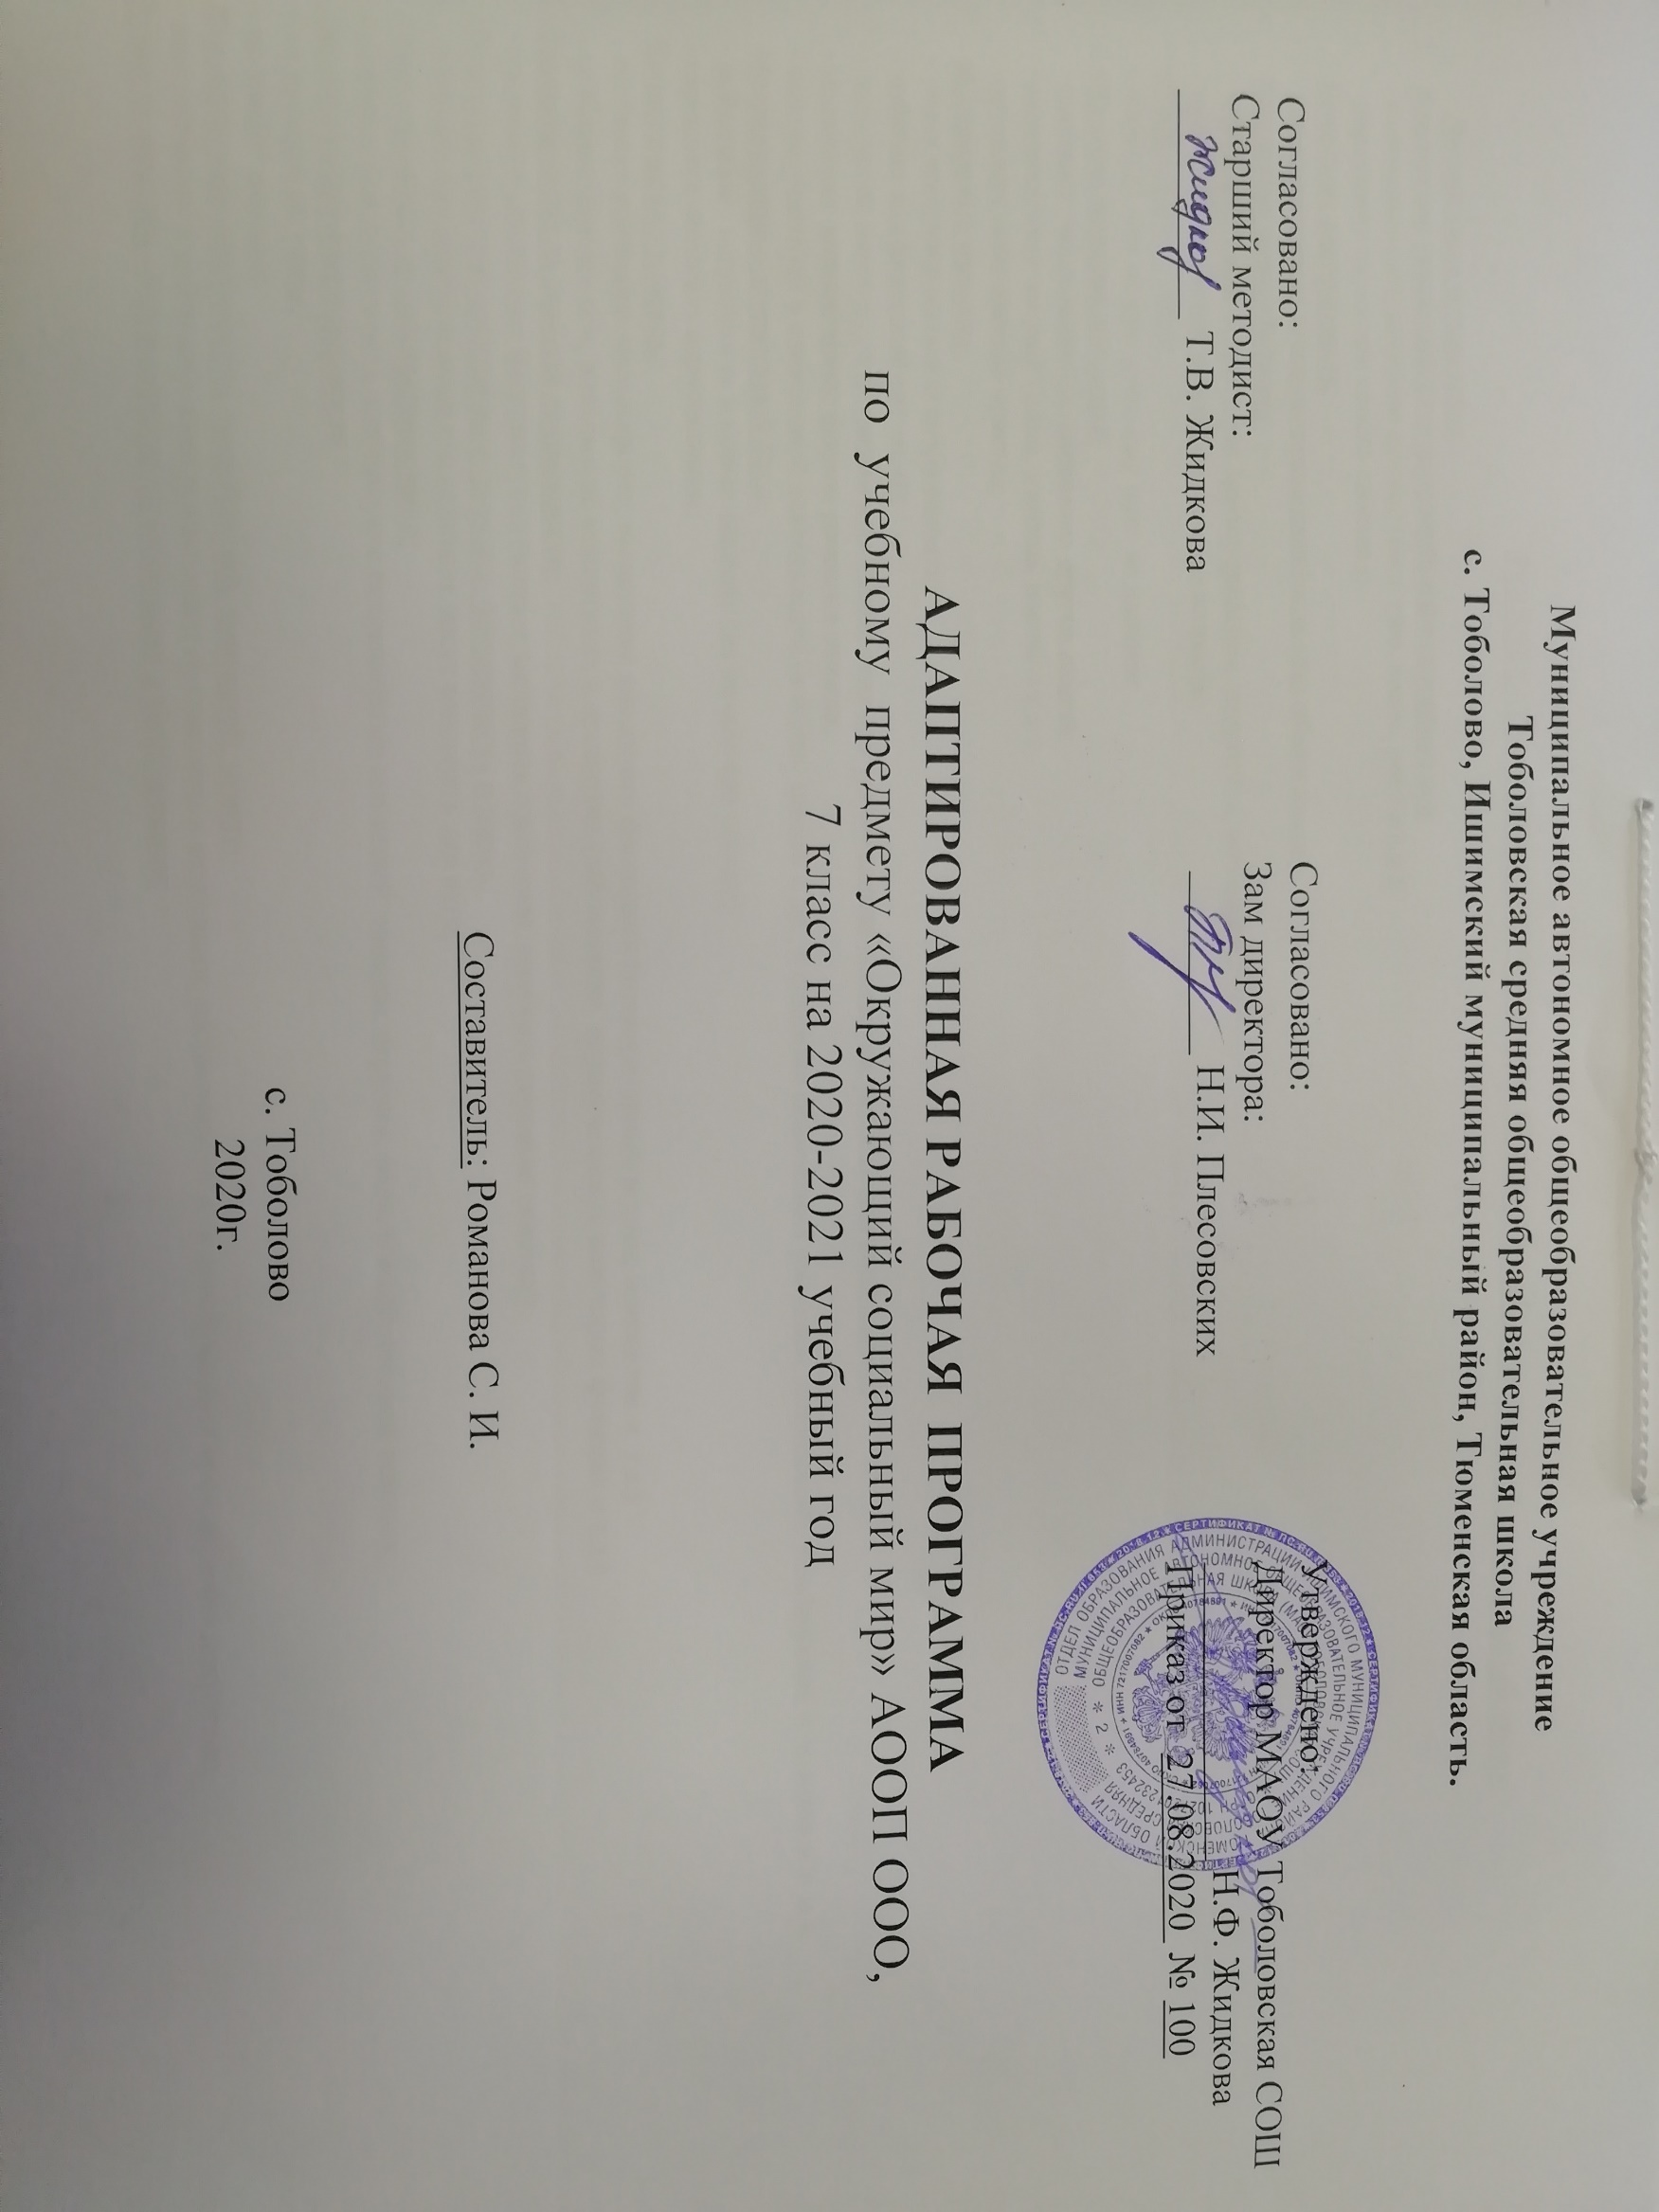 Муниципальное автономное общеобразовательное учреждение
Тоболовская средняя общеобразовательная школа
с. Тоболово, Ишимский муниципальный район, Тюменская область.
Согласовано:
Старший методист:
Т.В. Жидкова
Согласовано:
Зам директора:
Н.И. Плесовских
Утверждено:
Директор МАОУ Тоболовская СОШ
Н.Ф. Жидкова
Приказ от 27.08.2020 № 100
АДАПТИРОВАННАЯ РАБОЧАЯ ПРОГРАММА
по учебному предмету «Окружающий социальный мир» АООП ООО,
7 класс на 2020-2021 учебный год
Составитель: Романова С. И.
с. Тоболово
2020г.